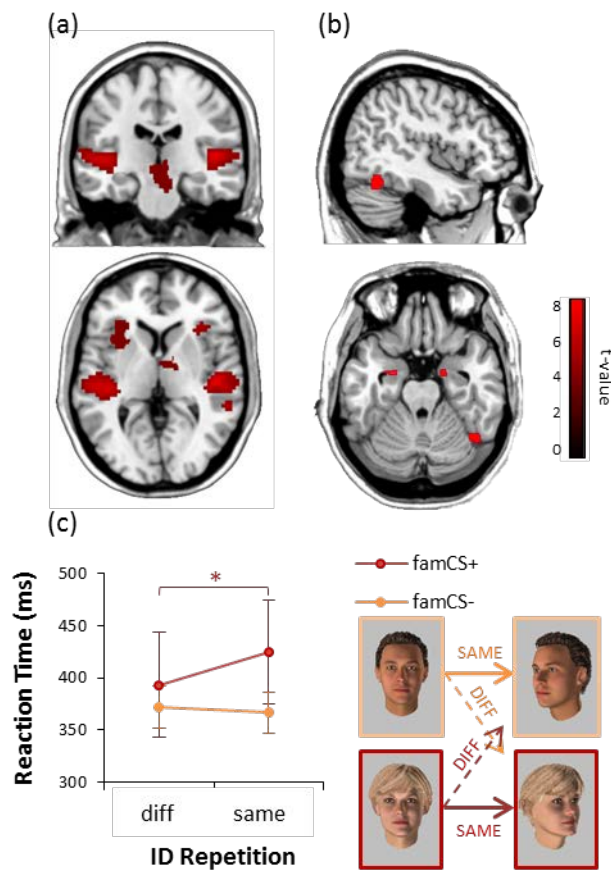 (a)
(b)
8
6
4
2
0
t-value
(c)
famCS+
famCS-
500
450
400
350
300
Reaction Time (ms)
*
diff
same
ID Repetition
SAME
DIFF
DIFF
SAME